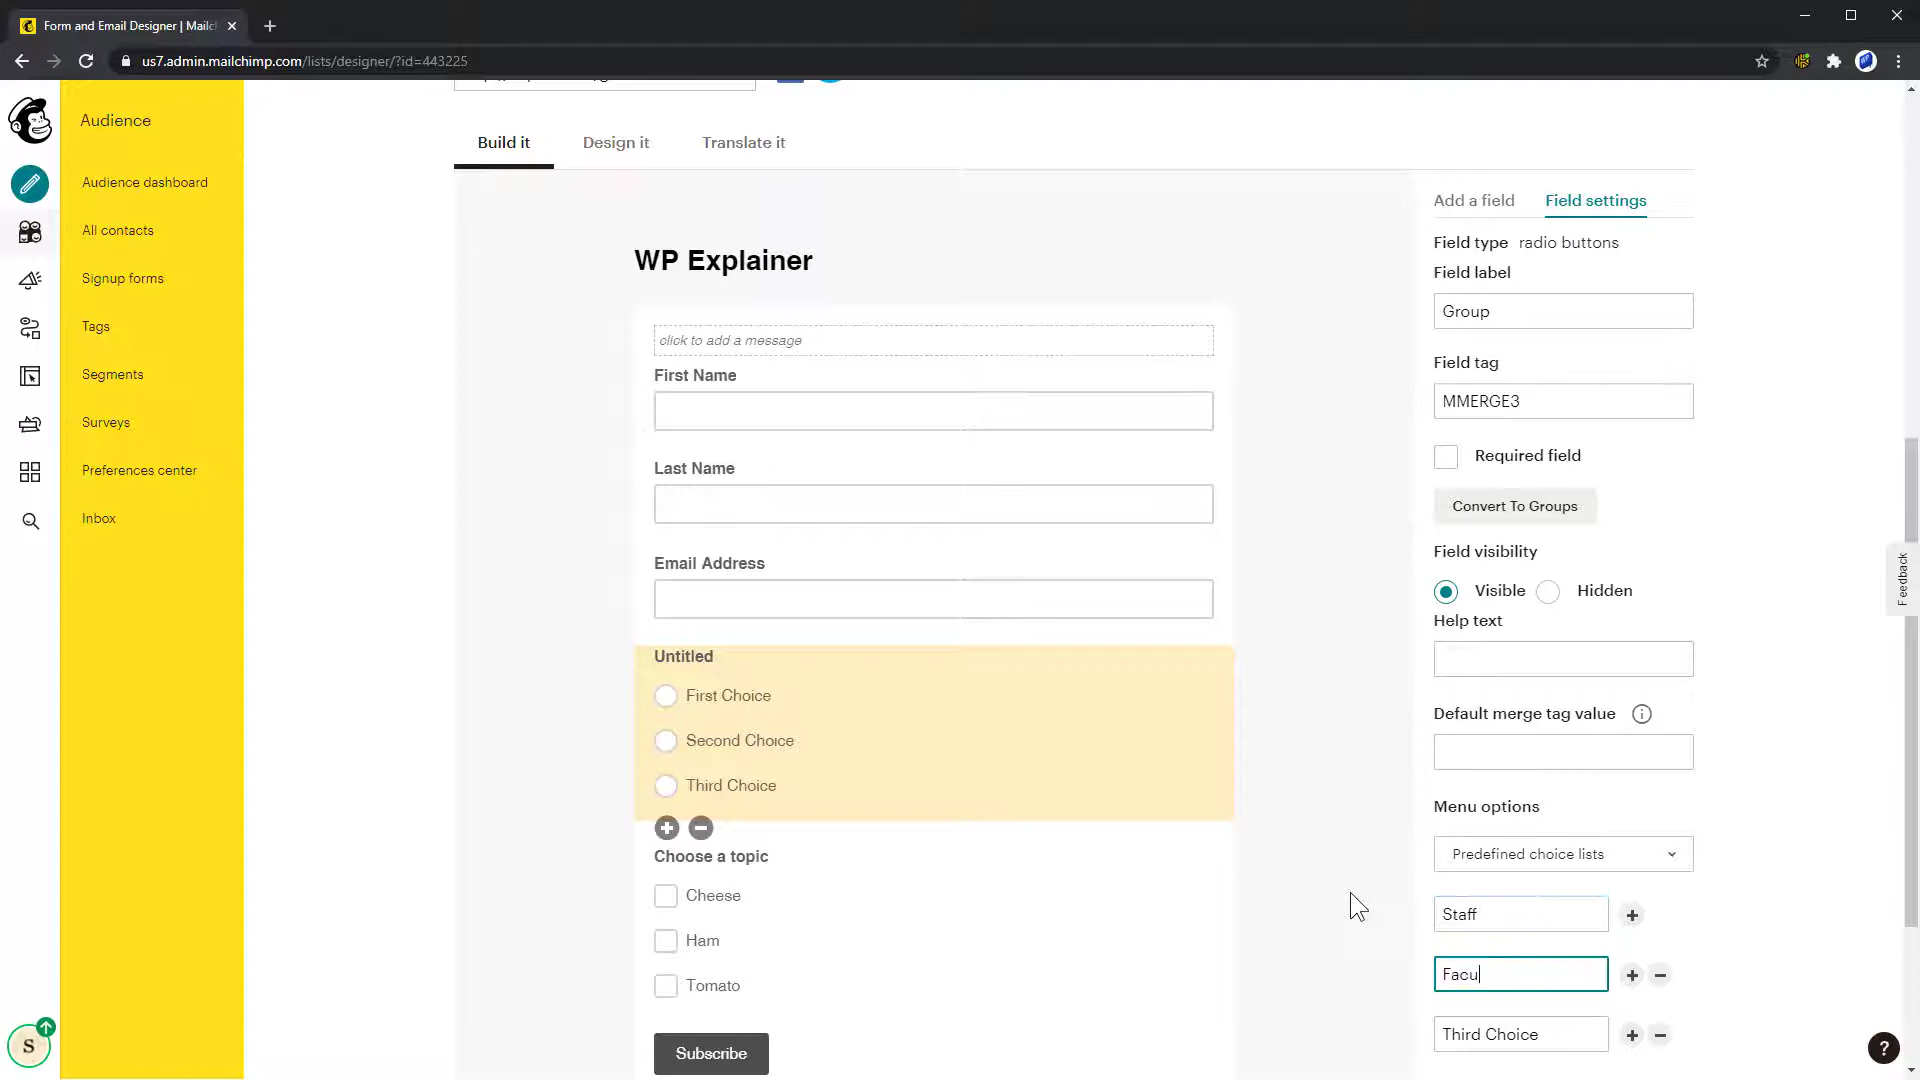 Form and Email Designer | Mailc
us7.admin.mailchimp.com/lists/designer/?id=443225
Audience
Audience dashboard
All contacts
Signup forms
Tags
Segments
Surveys
Preferences center
Inbox
S
Build it
Design it
Translate it
WP Explainer
click to add a message
First Name
Last Name
Email Address
Untitled
First Choice
Second Choice
Third Choice
Choose a topic
Cheese
Ham
Tomato
Subscribe
Add a field
Field settings
Field type radio buttons
Field label
Group
Field tag
MMERGE3
Required field
Convert To Groups
Field visibility
Visible
Hidden
Help text
Default merge tag value
Menu options
Predefined choice lists
Staff
Facu
Third Choice
Feedback
?